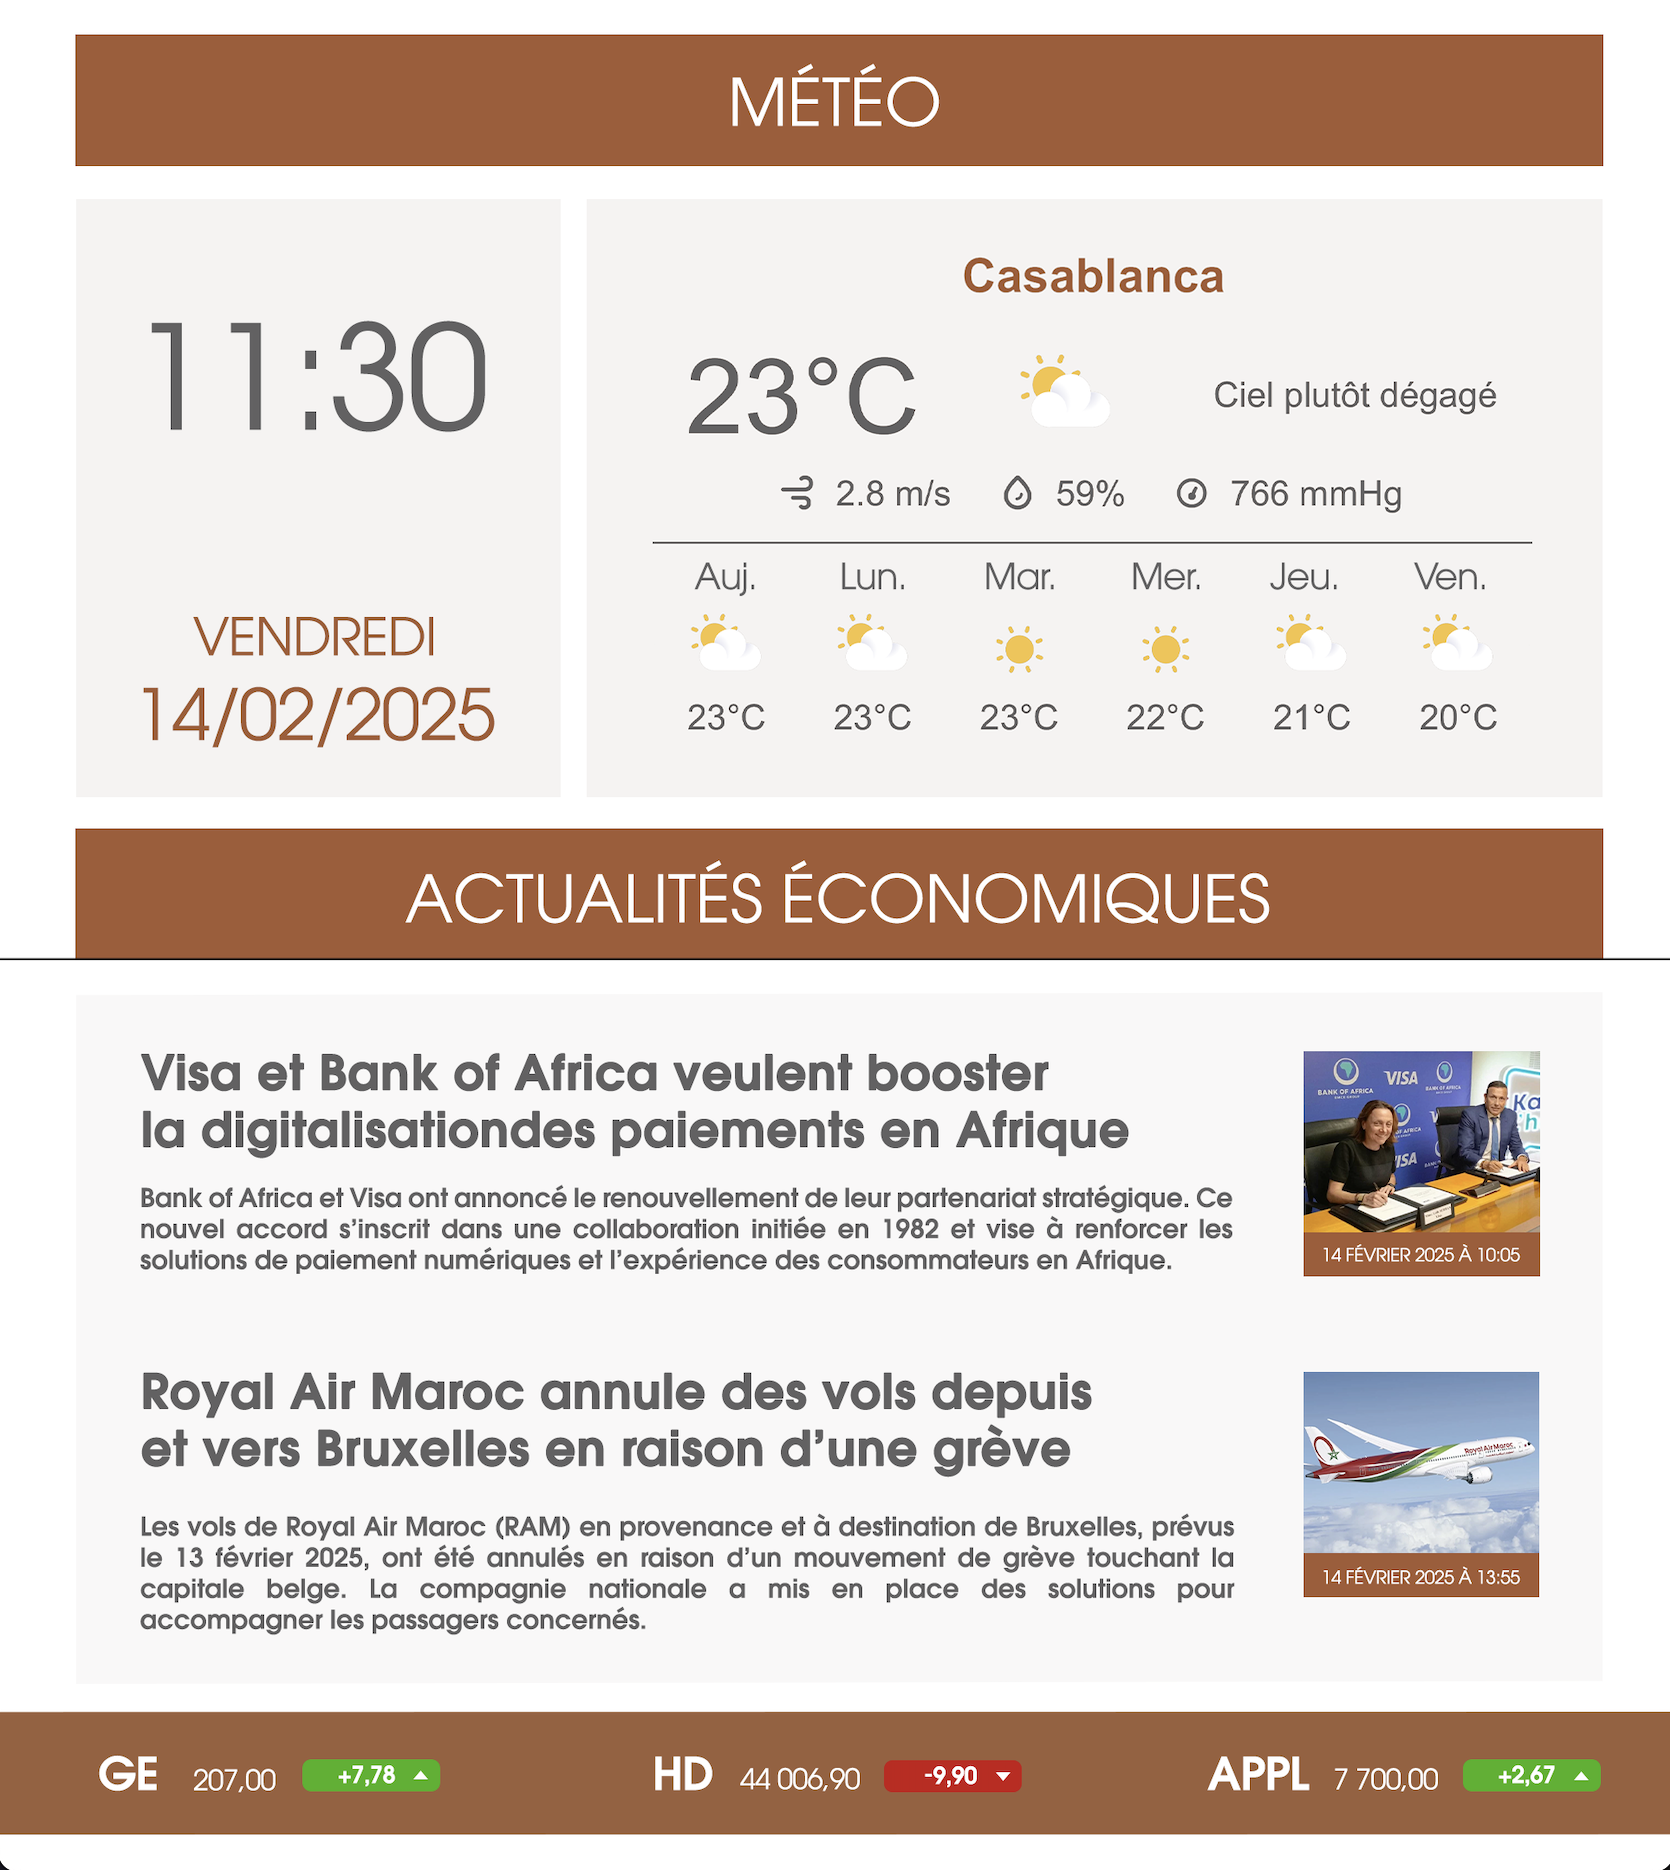 MÉTÉO
11:30
VENDREDI
14/02/2025
Casablanca
23°C
Ciel plutôt dégagé
2.8 m/s 59% 766 mmHg
Auj. Lun. Mar. Mer. Jeu. Ven.
23°C 23°C 23°C 22°C 21°C 20°C
ACTUALITÉS ÉCONOMIQUES
Visa et Bank of Africa veulent booster
la digitalisationdes paiements en Afrique
Bank of Africa et Visa ont annoncé le renouvellement de leur partenariat stratégique. Ce
nouvel accord s’inscrit dans une collaboration initiée en 1982 et vise à renforcer les
solutions de paiement numériques et l’expérience des consommateurs en Afrique.
BANK OF AFRICA
VISA
BANK OF AFRICA
14 FÉVRIER 2025 À 10:05
Royal Air Maroc annule des vols depuis
et vers Bruxelles en raison d’une grève
Les vols de Royal Air Maroc (RAM) en provenance et à destination de Bruxelles, prévus
le 13 février 2025, ont été annulés en raison d’un mouvement de grève touchant la
capitale belge. La compagnie nationale a mis en place des solutions pour
accompagner les passagers concernés.
Royal Air Maroc
14 FÉVRIER 2025 À 13:55
GE 207,00 +7,78
HD 44 006,90 -9,90
APPL 7 700,00 +2,67